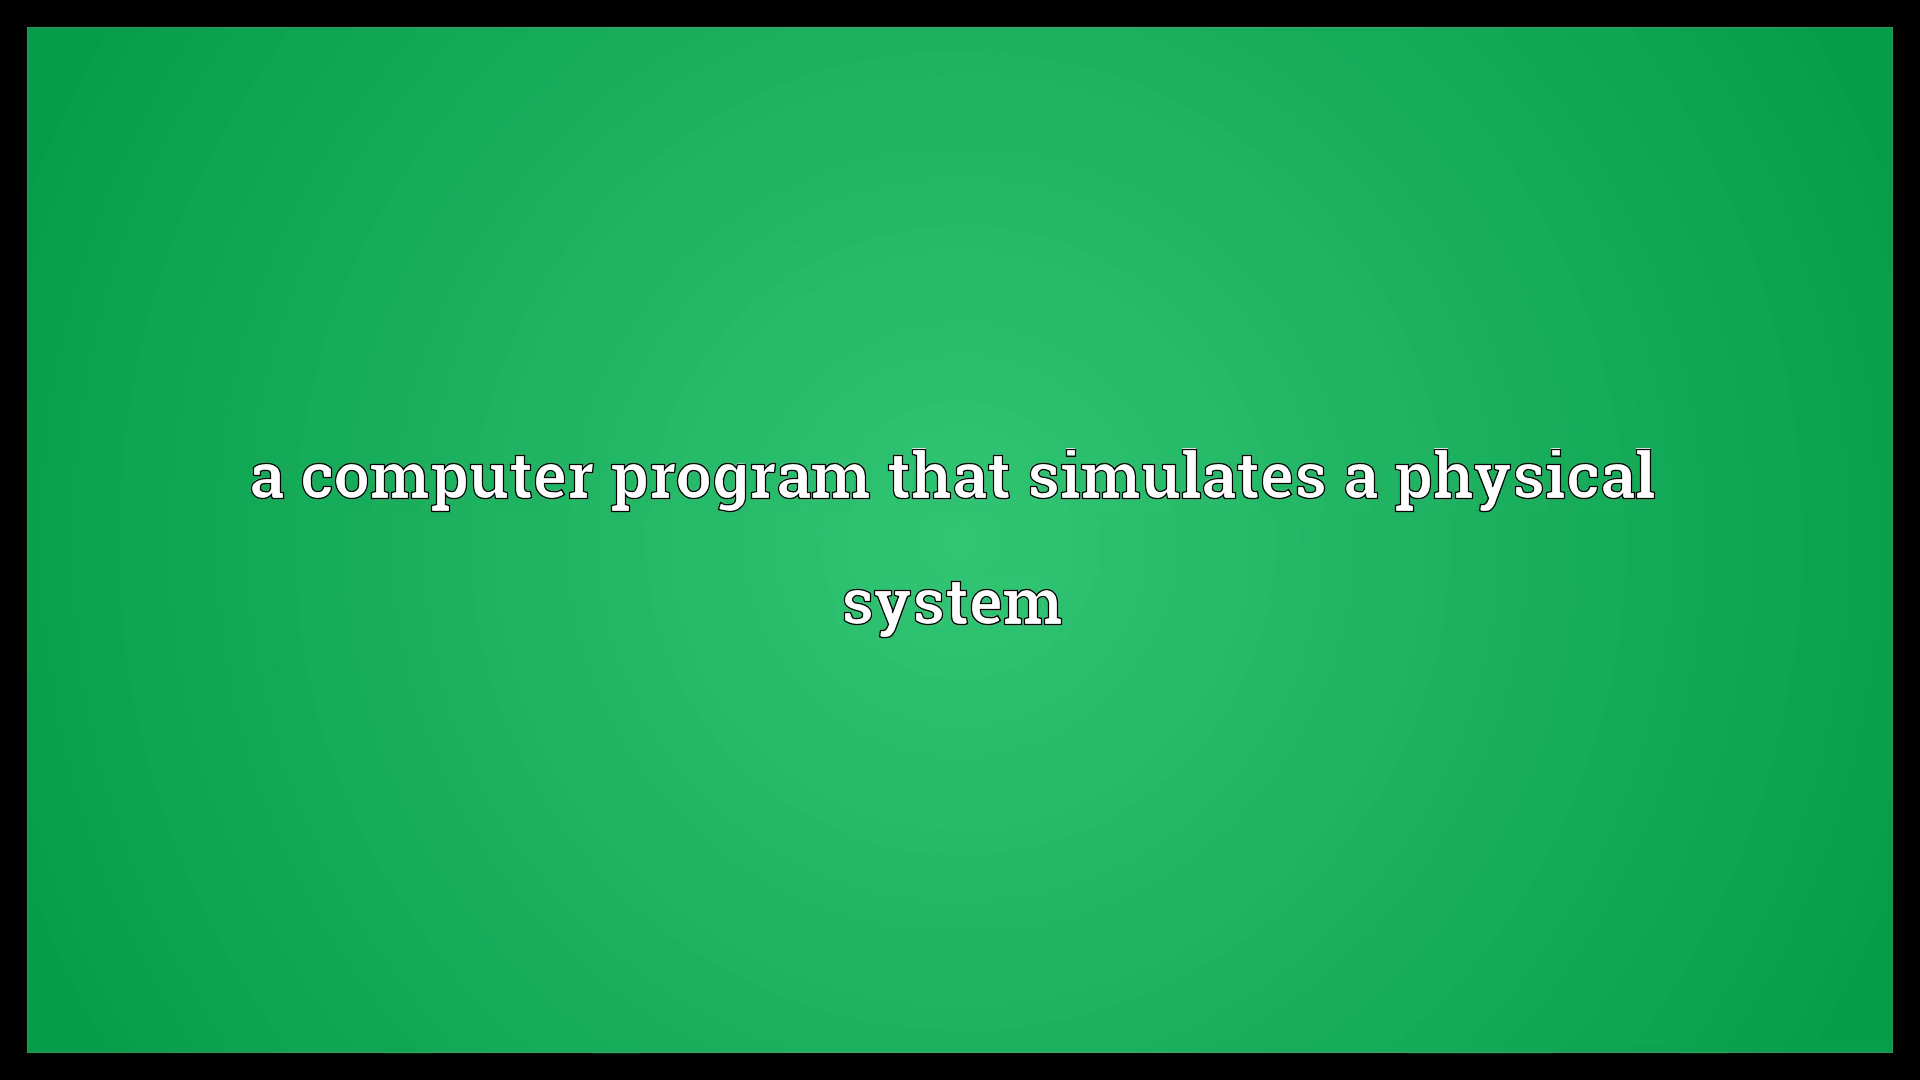 a computer program that simulates a physical
system